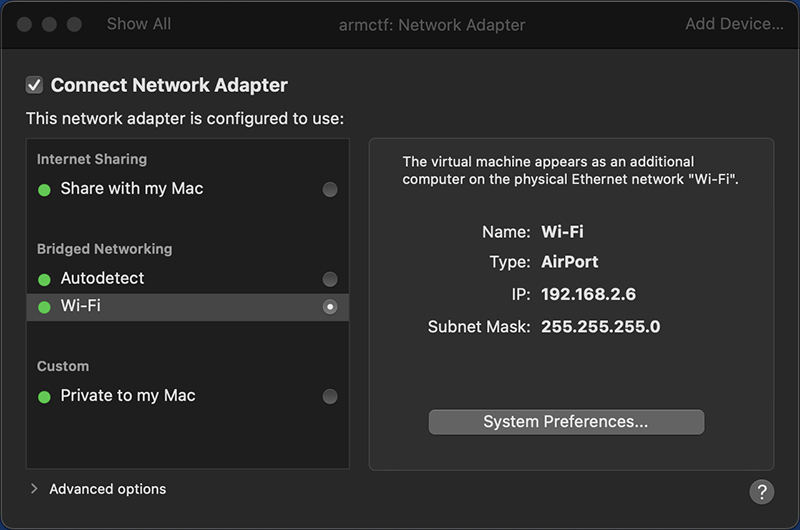 Show All
armctf: Network Adapter
Add Device...
Connect Network Adapter
This network adapter is configured to use:
Internet Sharing
Share with my Mac
Bridged Networking
Autodetect
Wi-Fi
Custom
Private to my Mac
The virtual machine appears as an additional
computer on the physical Ethernet network "Wi-Fi".
Name: Wi-Fi
Type: AirPort
IP: 192.168.2.6
Subnet Mask: 255.255.255.0
System Preferences...
Advanced options
?